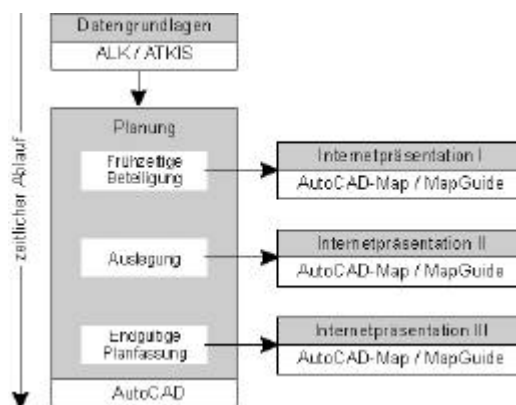 Datengrundlagen
ALK / ATKIS
zeitlicher Ablauf
Planung
Frühzeitige
Beteiligung
Internetpräsentation I
AutoCAD-Map / MapGuide
Auslegung
Internetpräsentation II
AutoCAD-Map / MapGuide
Endgültige
Planfassung
Internetpräsentation III
AutoCAD-Map / MapGuide
AutoCAD